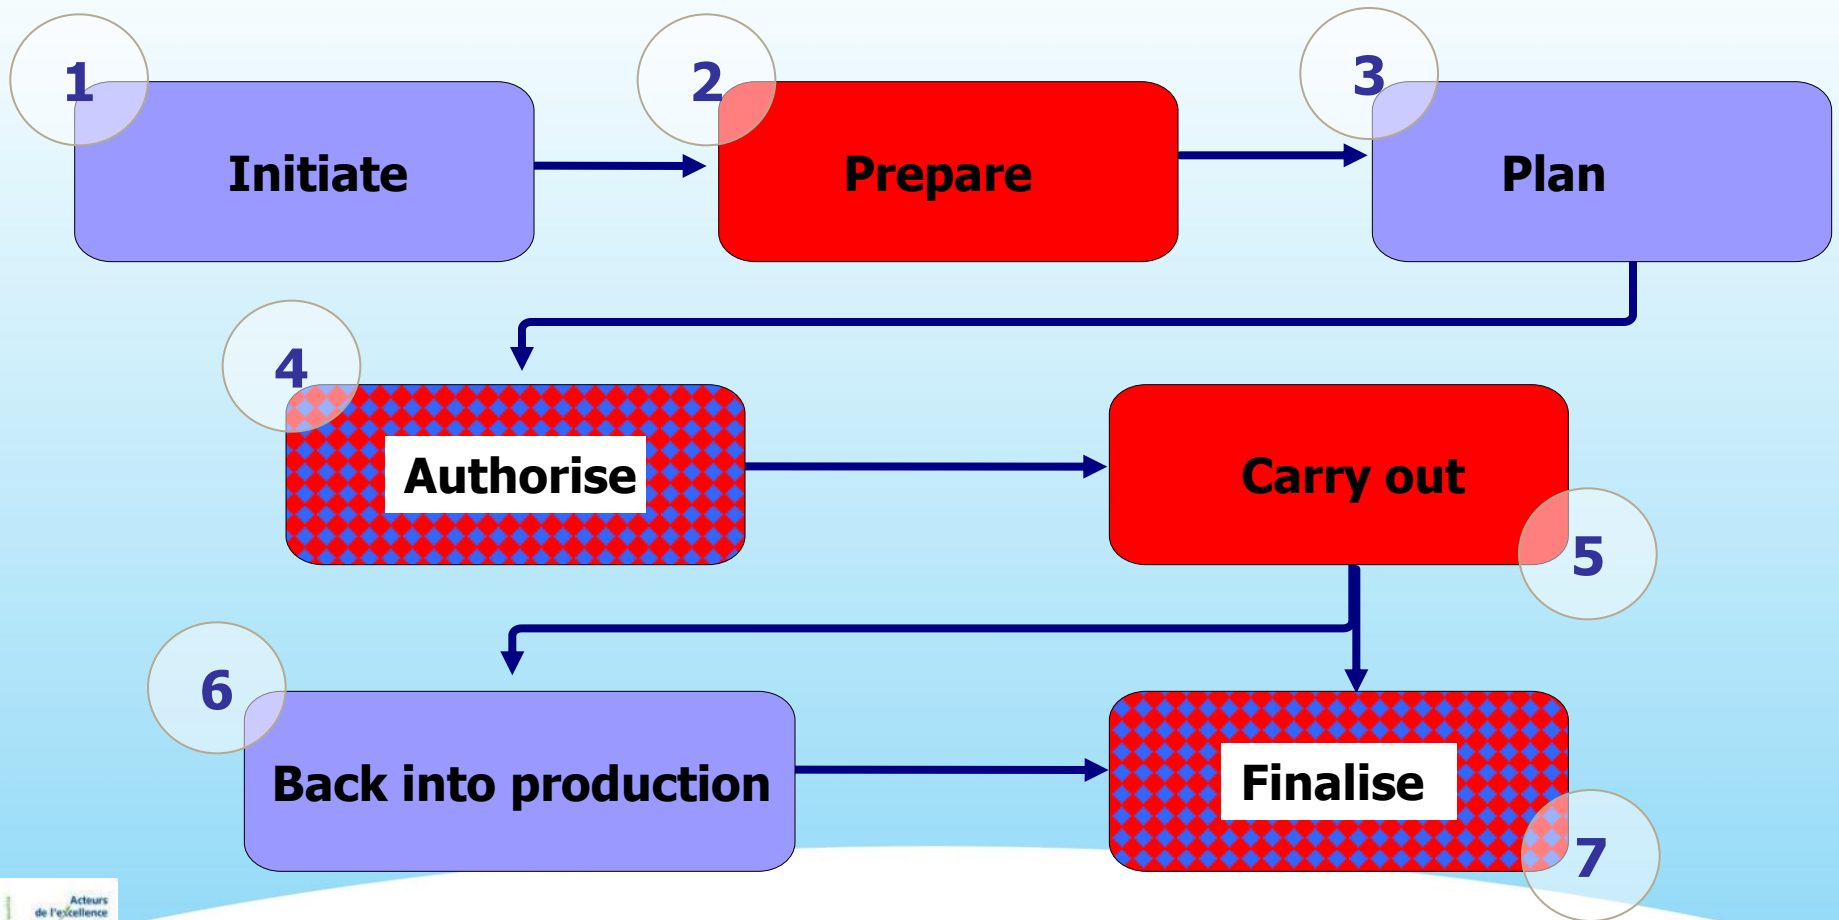 1
Initiate
2
Prepare
3
Plan
4
Authorise
Carry out
5
6
Back into production
Finalise
7
Acteurs
de l'excellence